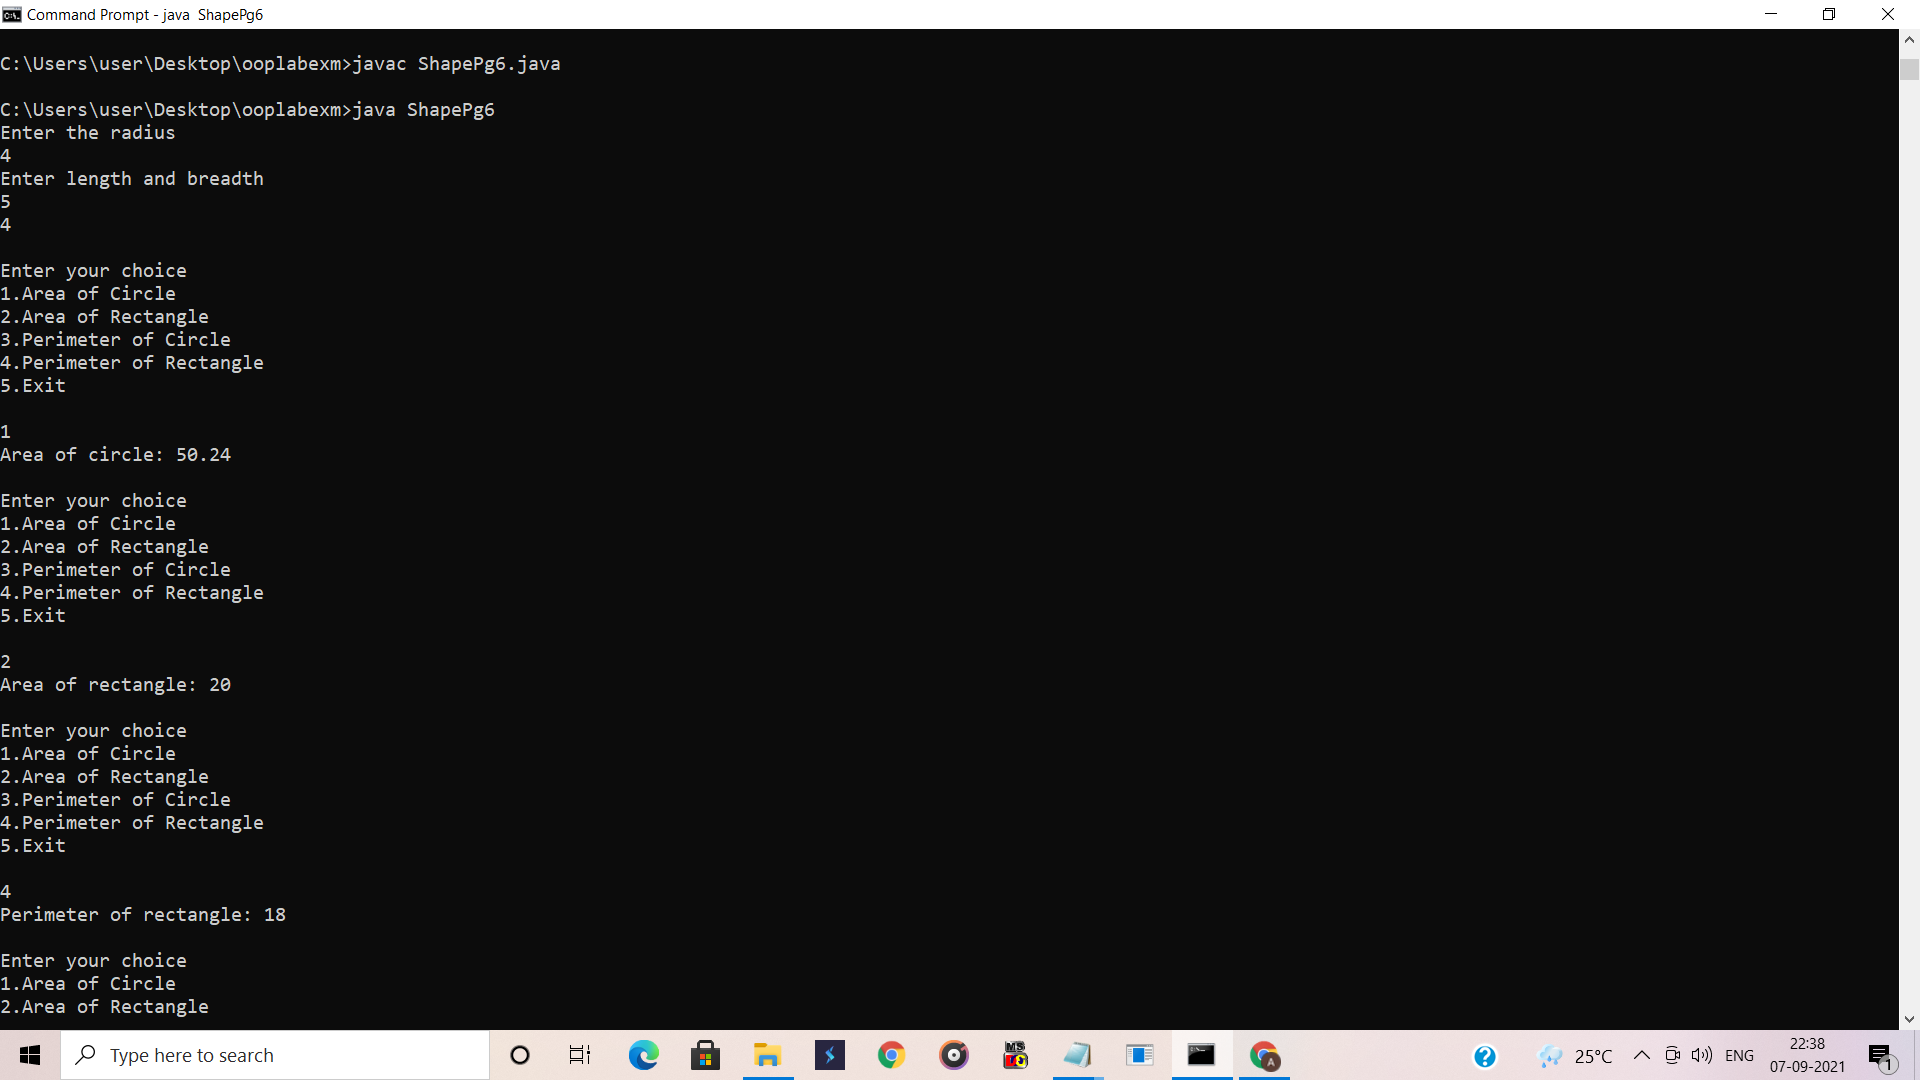 Command Prompt - java  ShapePg6
C:\Users\user\Desktop\ooplabexm>javac ShapePg6.java
C:\Users\user\Desktop\ooplabexm>java ShapePg6
Enter the radius
4
Enter length and breadth
5
4
Enter your choice
1.Area of Circle
2.Area of Rectangle
3.Perimeter of Circle
4.Perimeter of Rectangle
5.Exit
1
Area of circle: 50.24
Enter your choice
1.Area of Circle
2.Area of Rectangle
3.Perimeter of Circle
4.Perimeter of Rectangle
5.Exit
2
Area of rectangle: 20
Enter your choice
1.Area of Circle
2.Area of Rectangle
3.Perimeter of Circle
4.Perimeter of Rectangle
5.Exit
4
Perimeter of rectangle: 18
Enter your choice
1.Area of Circle
2.Area of Rectangle
Type here to search
MS
25°C
ENG
22:38
07-09-2021
1